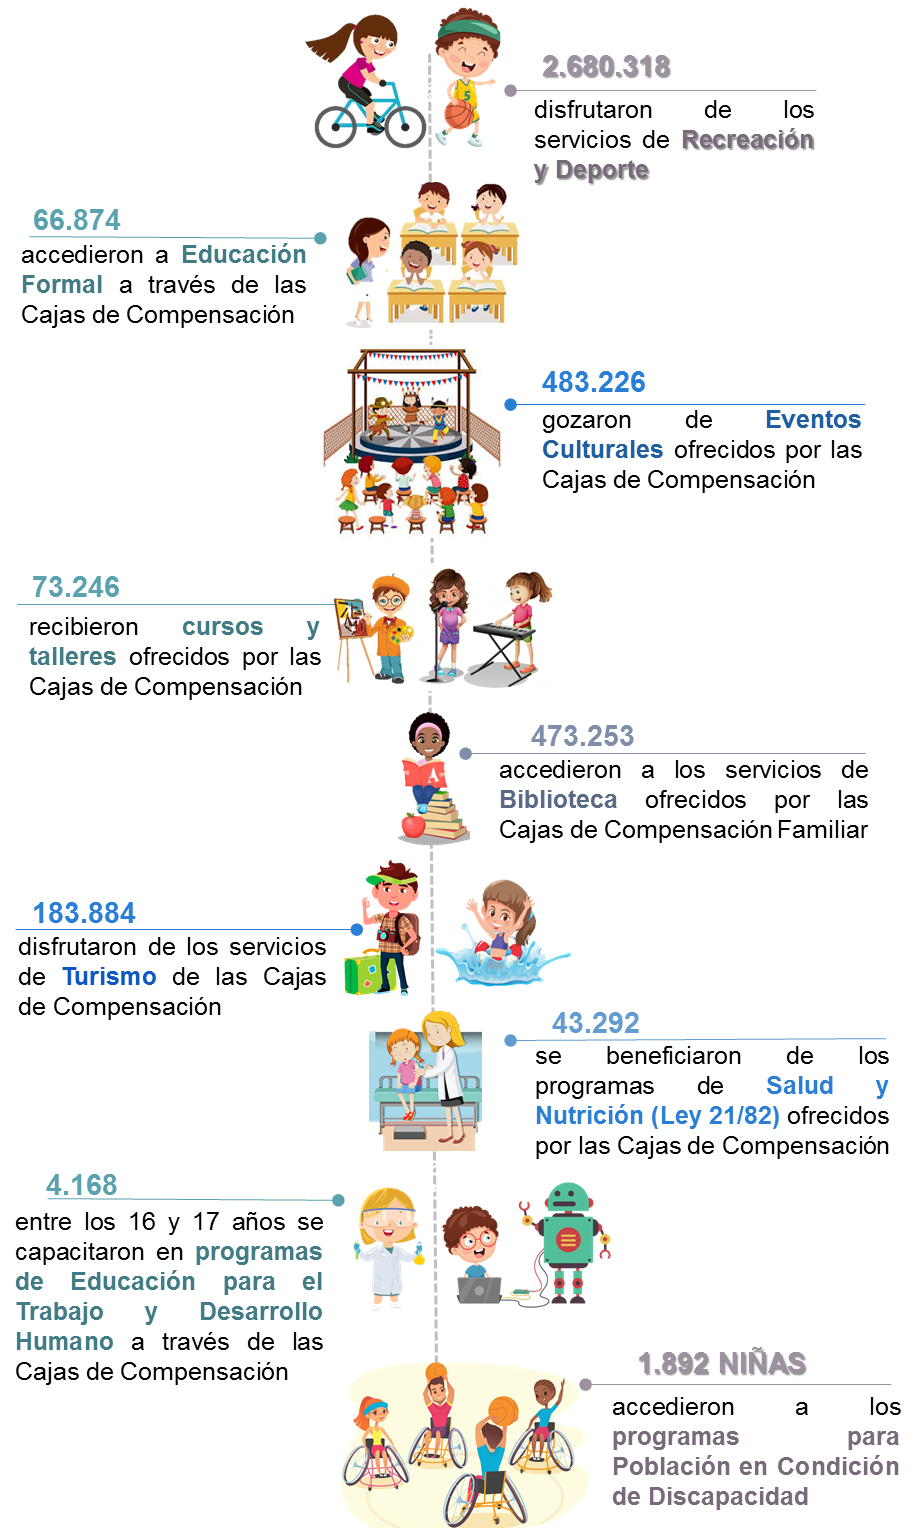 2.680.318
disfrutaron de los
servicios de Recreación
y Deporte
66.874
accedieron a Educación
Formal a través de las
Cajas de Compensación
483.226
gozaron de Eventos
Culturales ofrecidos por las
Cajas de Compensación
73.246
recibieron cursos y
talleres ofrecidos por las
Cajas de Compensación
473.253
accedieron a los servicios de
Biblioteca ofrecidos por las
Cajas de Compensación Familiar
183.884
disfrutaron de los servicios
de Turismo de las Cajas
de Compensación
43.292
se beneficiaron de los
programas de Salud y
Nutrición (Ley 21/82) ofrecidos
por las Cajas de Compensación
4.168
entre los 16 y 17 años se
capacitaron en programas
de Educación para el
Trabajo y Desarrollo
Humano a través de las
Cajas de Compensación
1.892 NIÑAS
accedieron a los
programas para
Población en Condición
de Discapacidad
5
A